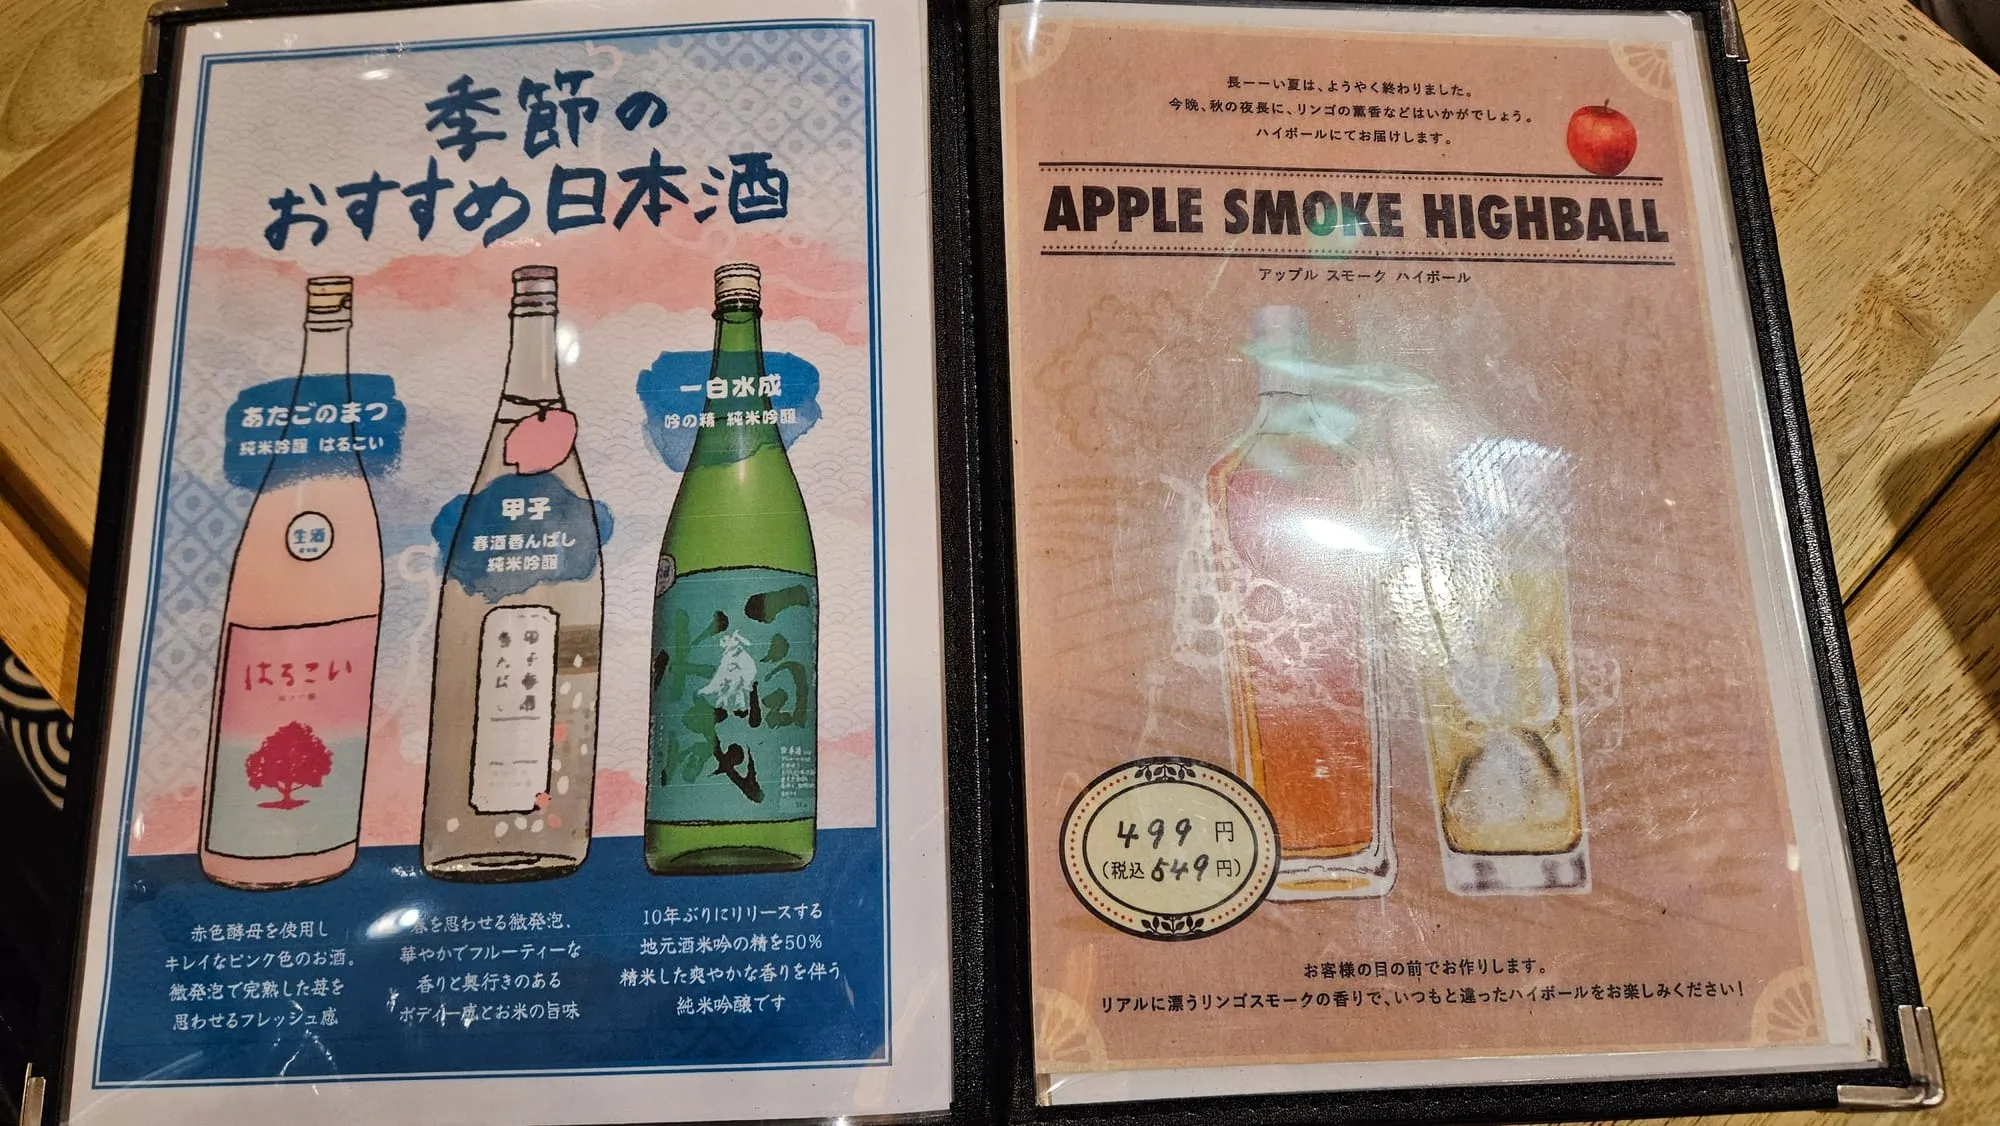 季節の
おすすめ日本酒
あたごのまつ
純米吟醸 はるこい
生酒
はるこい
甲子
春酒香んばし
純米吟醸
一白水成
吟の精 純米吟醸
一白
水成
吟の精
赤色酵母を使用し
キレイなピンク色のお酒。
微発泡で完熟した苺を
思わせるフレッシュ感
春を思わせる微発泡、
華やかでフルーティーな
香りと奥行きのある
ボディー感とお米の旨味
10年ぶりにリリースする
地元酒米吟の精を50%
精米した爽やかな香りを伴う
純米吟醸です
長ーーい夏は、ようやく終わりました。
今晩、秋の夜長に、リンゴの薫香などはいかがでしょう。
ハイボールにてお届けします。
APPLE SMOKE HIGHBALL
アップル スモーク ハイボール
499円
(税込549円)
お客様の目の前でお作りします。
リアルに漂うリンゴスモークの香りで、いつもと違ったハイボールをお楽しみください!